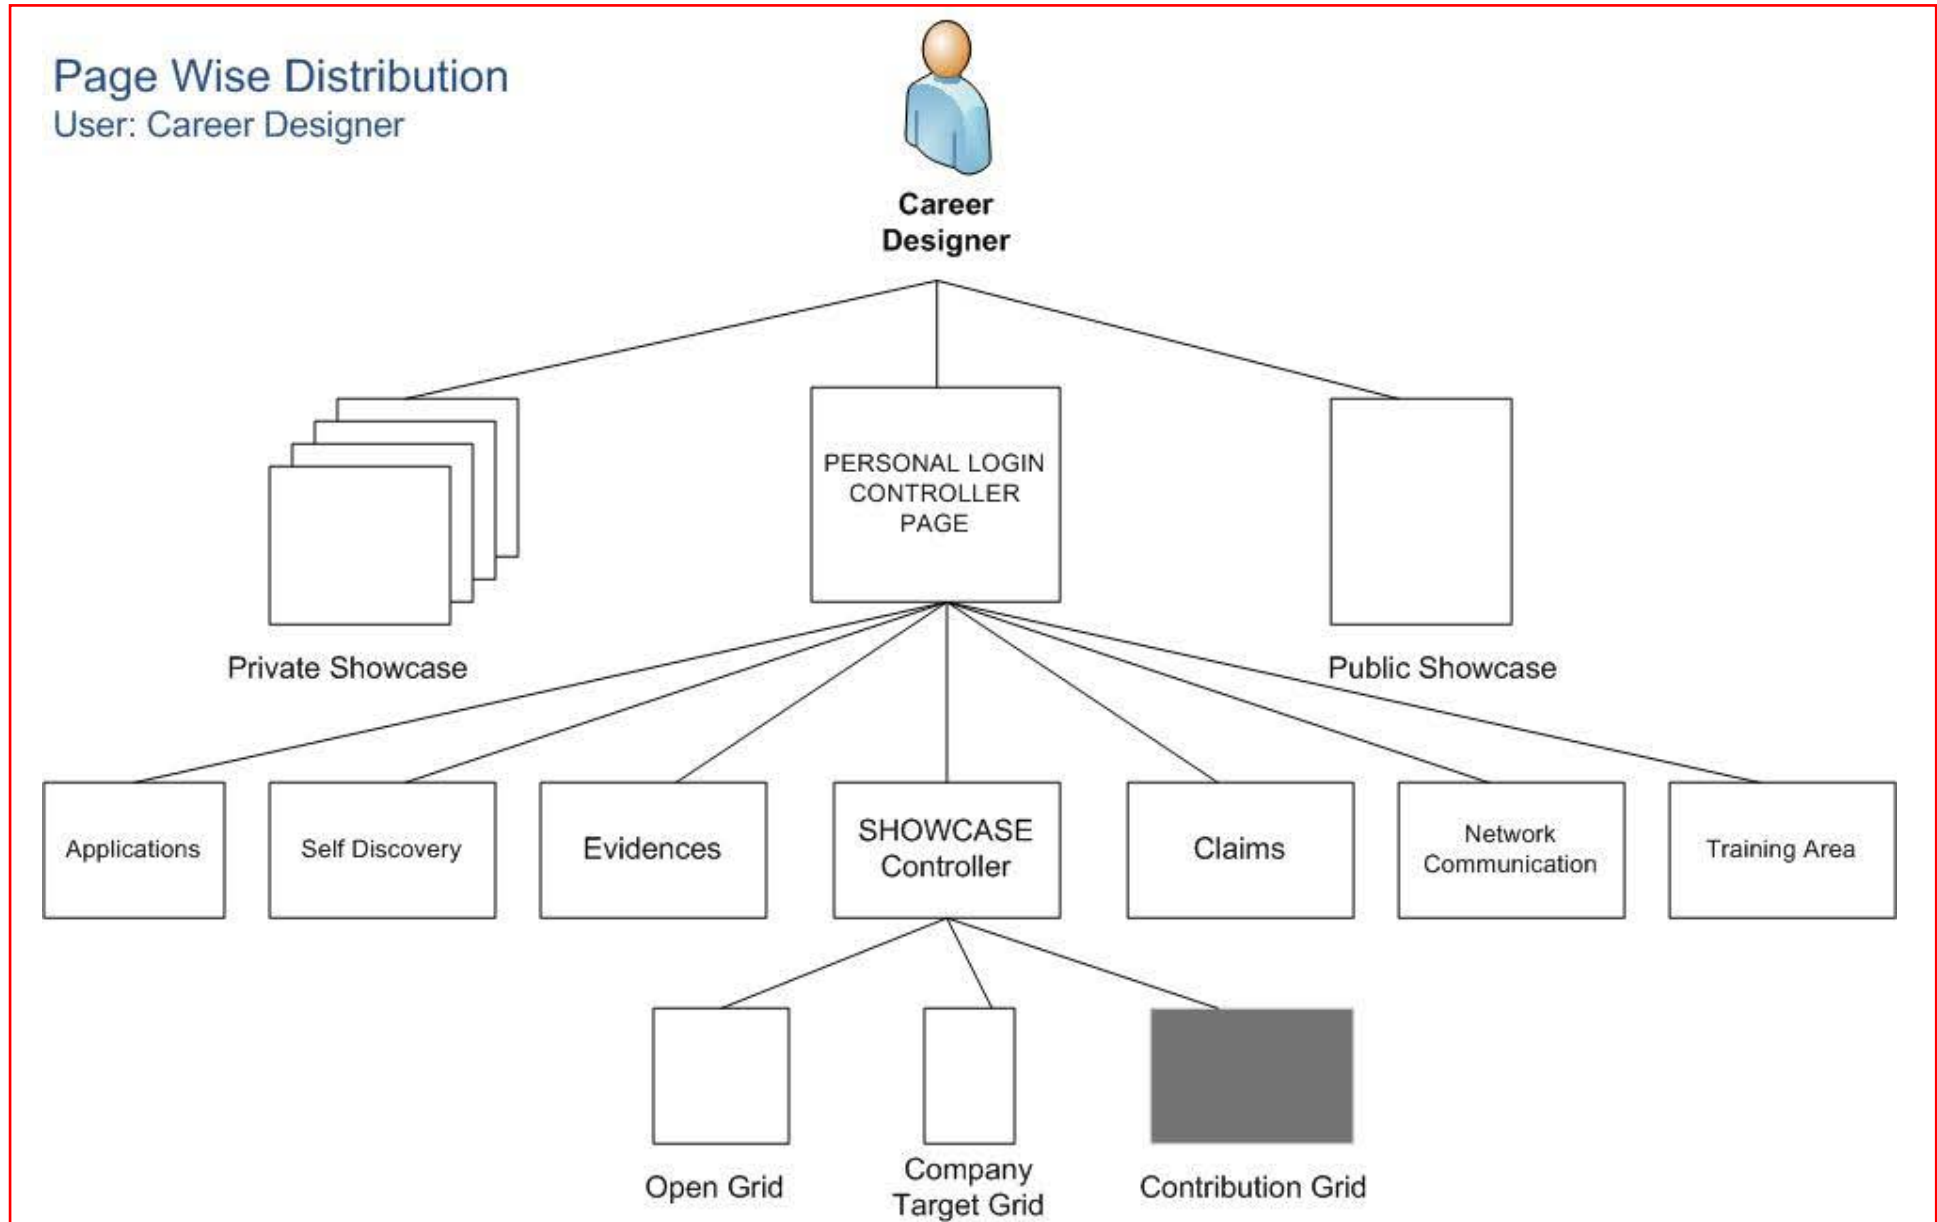 Page Wise Distribution
User: Career Designer
Career
Designer
PERSONAL LOGIN
CONTROLLER
PAGE
Private Showcase
Public Showcase
Applications
Self Discovery
Evidences
SHOWCASE
Controller
Claims
Network
Communication
Training Area
Open Grid
Company
Target Grid
Contribution Grid